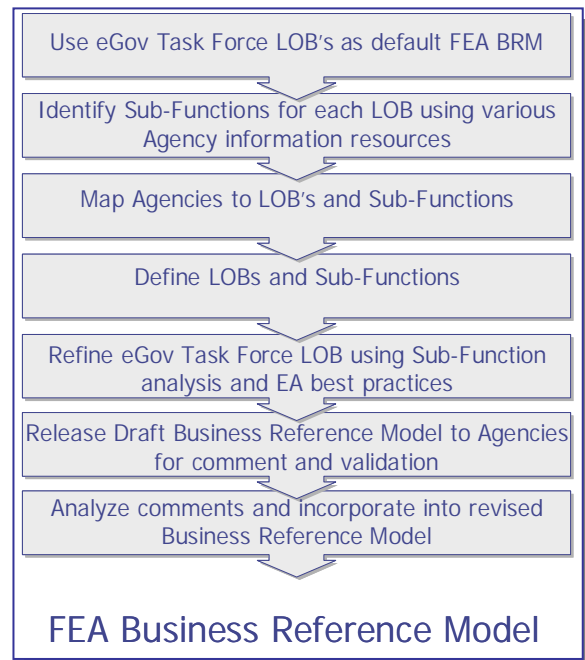 Use eGov Task Force LOB's as default FEA BRM
Identify Sub-Functions for each LOB using various
Agency information resources
Map Agencies to LOB's and Sub-Functions
Define LOBs and Sub-Functions
Refine eGov Task Force LOB using Sub-Function
analysis and EA best practices
Release Draft Business Reference Model to Agencies
for comment and validation
Analyze comments and incorporate into revised
Business Reference Model
FEA Business Reference Model